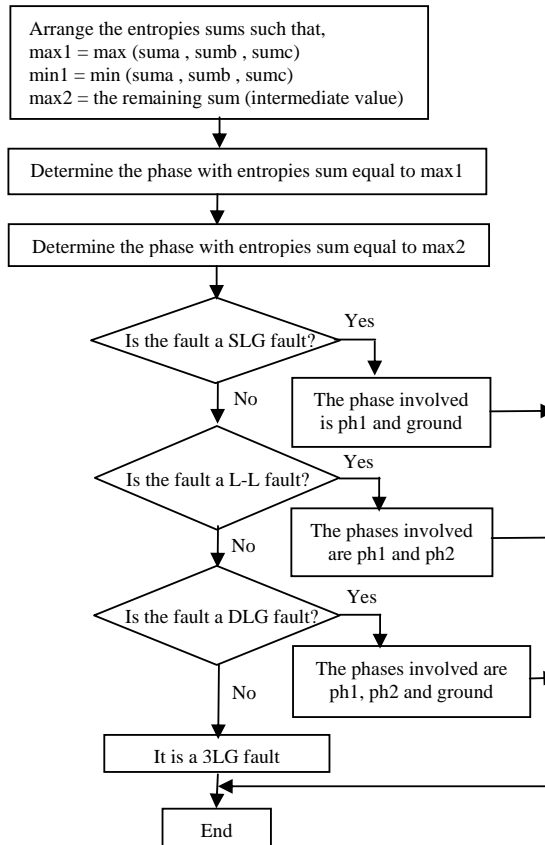 Arrange the entropies sums such that,
max1 = max (suma , sumb , sumc)
min1 = min (suma , sumb , sumc)
max2 = the remaining sum (intermediate value)
Determine the phase with entropies sum equal to max1
Determine the phase with entropies sum equal to max2
Is the fault a SLG fault?
Yes
The phase involved
is ph1 and ground
No
Is the fault a L-L fault?
Yes
The phases involved
are ph1 and ph2
No
Is the fault a DLG fault?
Yes
The phases involved are
ph1, ph2 and ground
No
It is a 3LG fault
End